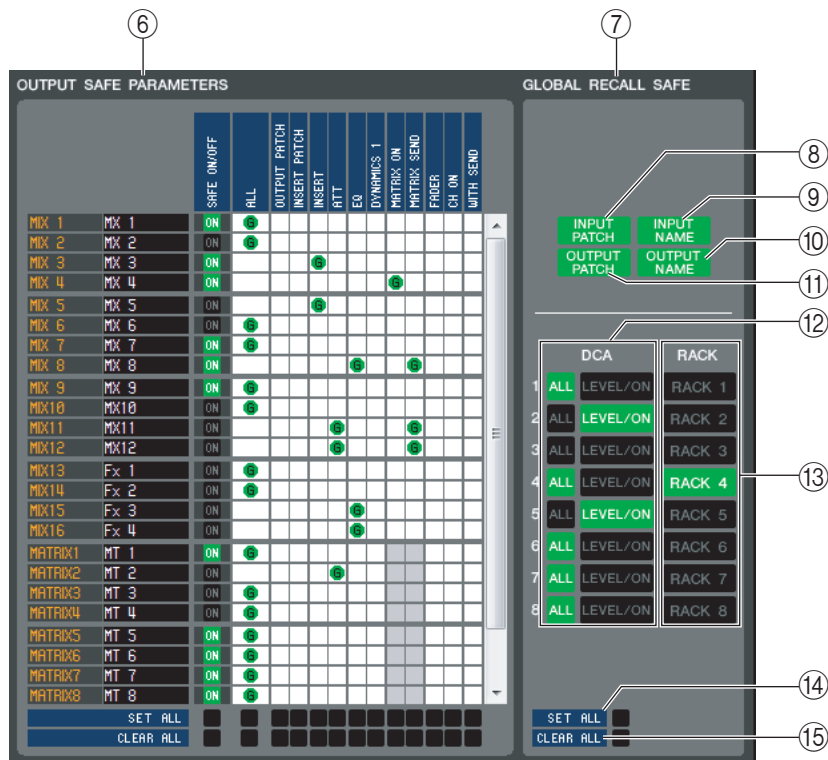 ⑥ ⑦
OUTPUT SAFE PARAMETERS
SAFE ON/OFF
ALL
OUTPUT PATCH
INSERT PATCH
INSERT
ATT
EQ
DYNAMICS 1
MATRIX ON
MATRIX SEND
FADER
CH ON
WITH SEND
MIX 1 MX 1 ON G
MIX 2 MX 2 ON G
MIX 3 MX 3 ON G
MIX 4 MX 4 ON G
MIX 5 MX 5 ON G
MIX 6 MX 6 ON G
MIX 7 MX 7 ON G
MIX 8 MX 8 ON G G
MIX 9 MX 9 ON G
MIX10 MX10 ON G
MIX11 MX11 ON G G
MIX12 MX12 ON G G
MIX13 Fx 1 ON G
MIX14 Fx 2 ON G
MIX15 Fx 3 ON G
MIX16 Fx 4 ON G
MATRIX1 MT 1 ON G
MATRIX2 MT 2 ON G
MATRIX3 MT 3 ON G
MATRIX4 MT 4 ON G
MATRIX5 MT 5 ON G
MATRIX6 MT 6 ON G
MATRIX7 MT 7 ON G
MATRIX8 MT 8 ON G
SET ALL
CLEAR ALL
GLOBAL RECALL SAFE
⑧
INPUT PATCH
INPUT NAME
⑨
OUTPUT PATCH
OUTPUT NAME
⑩
⑪
⑫
DCA RACK
1 ALL LEVEL/ON RACK 1
2 ALL LEVEL/ON RACK 2
3 ALL LEVEL/ON RACK 3
4 ALL LEVEL/ON RACK 4 ⑬
5 ALL LEVEL/ON RACK 5
6 ALL LEVEL/ON RACK 6
7 ALL LEVEL/ON RACK 7
8 ALL LEVEL/ON RACK 8
SET ALL ⑭
CLEAR ALL ⑮